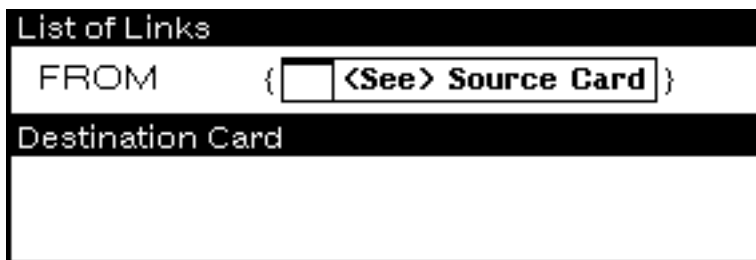 List of Links
FROM {<See> Source Card}
Destination Card